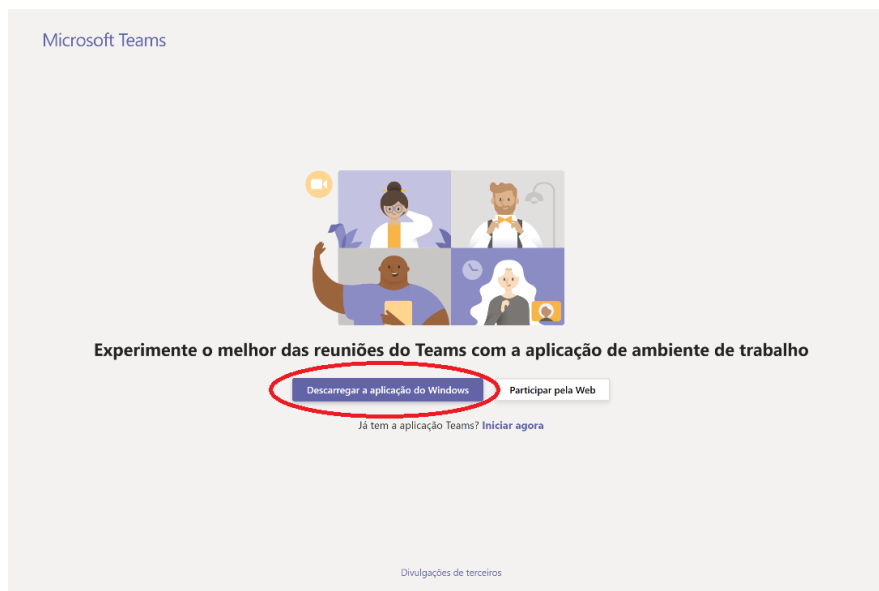 Microsoft Teams
Experimente o melhor das reuniões do Teams com a aplicação de ambiente de trabalho
Descarregar a aplicação do Windows Participar pela Web
Já tem a aplicação Teams? Iniciar agora
Divulgações de terceiros